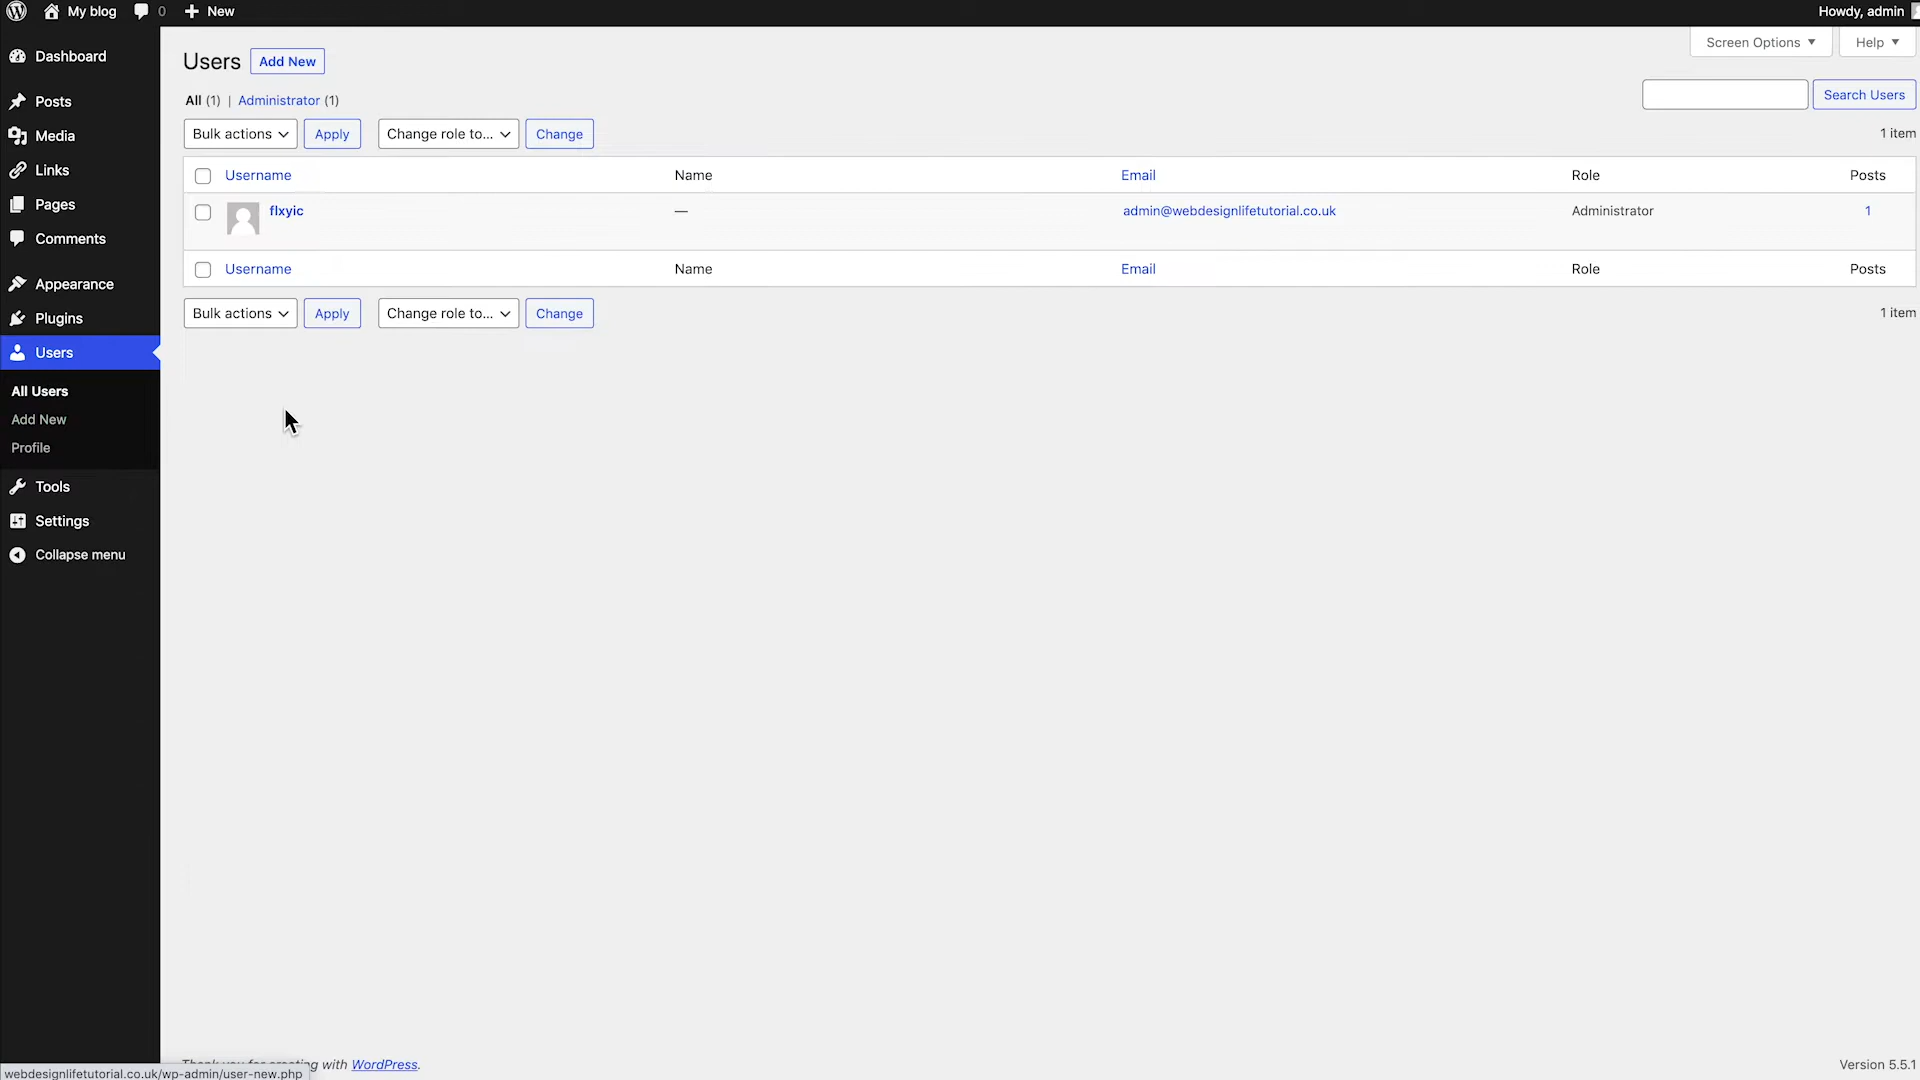 My blog 0 New Howdy, admin
Screen Options Help
Dashboard
Posts
Media
Links
Pages
Comments
Appearance
Plugins
Users
All Users
Add New
Profile
Tools
Settings
Collapse menu
Users Add New
All (1) | Administrator (1)
Search Users
Bulk actions Apply Change role to... Change 1 item
Username Name Email Role Posts
flxyic — admin@webdesignlifetutorial.co.uk Administrator 1
Username Name Email Role Posts
Bulk actions Apply Change role to... Change 1 item
Thank you for creating with WordPress. Version 5.5.1
webdesignlifetutorial.co.uk/wp-admin/user-new.php